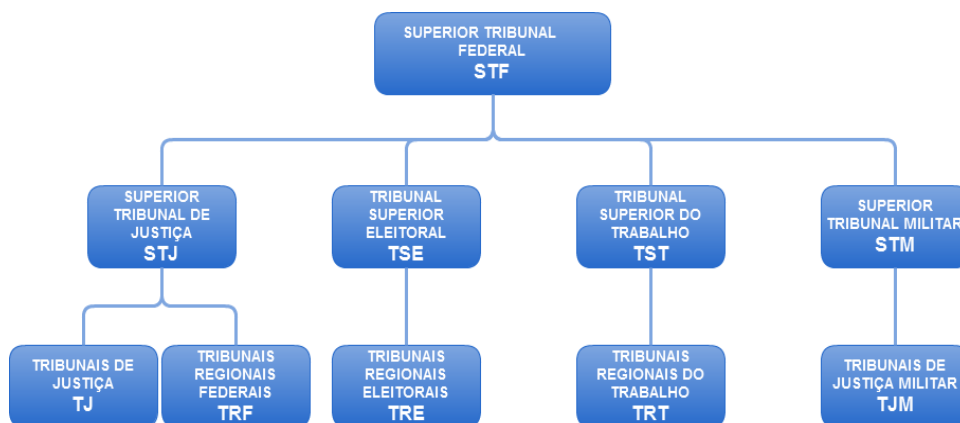 SUPERIOR TRIBUNAL
FEDERAL
STF
SUPERIOR
TRIBUNAL DE
JUSTIÇA
STJ
TRIBUNAL
SUPERIOR
ELEITORAL
TSE
TRIBUNAL
SUPERIOR DO
TRABALHO
TST
SUPERIOR
TRIBUNAL MILITAR
STM
TRIBUNAIS DE
JUSTIÇA
TJ
TRIBUNAIS
REGIONAIS
FEDERAIS
TRF
TRIBUNAIS
REGIONAIS
ELEITORAIS
TRE
TRIBUNAIS
REGIONAIS DO
TRABALHO
TRT
TRIBUNAIS DE
JUSTIÇA MILITAR
TJM